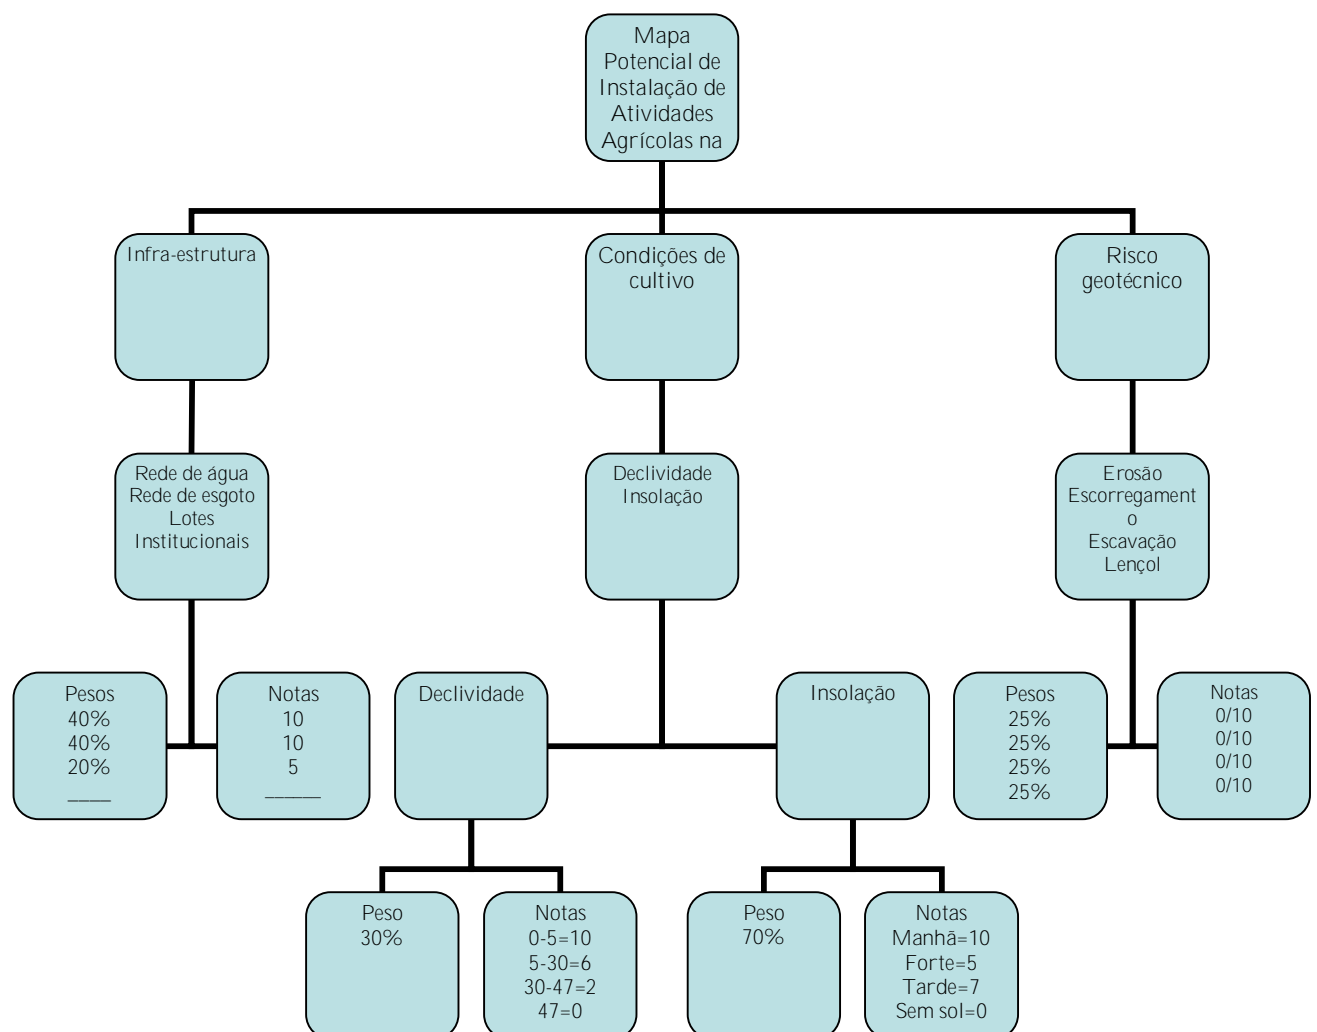 Mapa
Potencial de
Instalação de
Atividades
Agrícolas na
Infra-estrutura
Condições de
cultivo
Risco
geotécnico
Rede de água
Rede de esgoto
Lotes
Institucionais
Declividade
Insolação
Erosão
Escorregament
o
Escavação
Lençol
Pesos
40%
40%
20%
____
Notas
10
10
5
______
Declividade
Insolação
Pesos
25%
25%
25%
25%
Notas
0/10
0/10
0/10
0/10
Peso
30%
Notas
0-5=10
5-30=6
30-47=2
47=0
Peso
70%
Notas
Manhã=10
Forte=5
Tarde=7
Sem sol=0